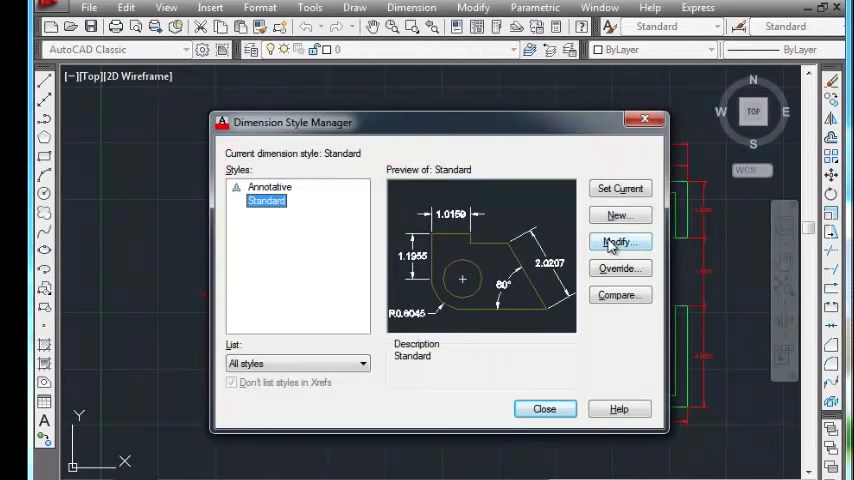 File Edit View Insert Format Tools Draw Dimension Modify Parametric Window Help Express
Standard Standard
AutoCAD Classic 0 ByLayer ByLayer
[−][Top][2D Wireframe]
N
W TOP E
S
WCS
Dimension Style Manager
Current dimension style: Standard
Styles:
Annotative
Standard
Preview of: Standard
1.0159
1.1955
2.0207
60°
R0.8045
Set Current
New...
Modify...
Override...
Compare...
List:
All styles
Don't list styles in Xrefs
Description
Standard
Close Help
A
Y
X